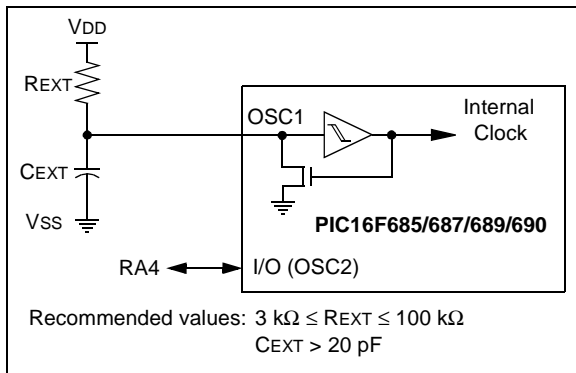 VDD
REXT
OSC1
Internal
Clock
CEXT
VSS
PIC16F685/687/689/690
RA4
I/O (OSC2)
Recommended values: 3 kΩ ≤ REXT ≤ 100 kΩ
CEXT > 20 pF